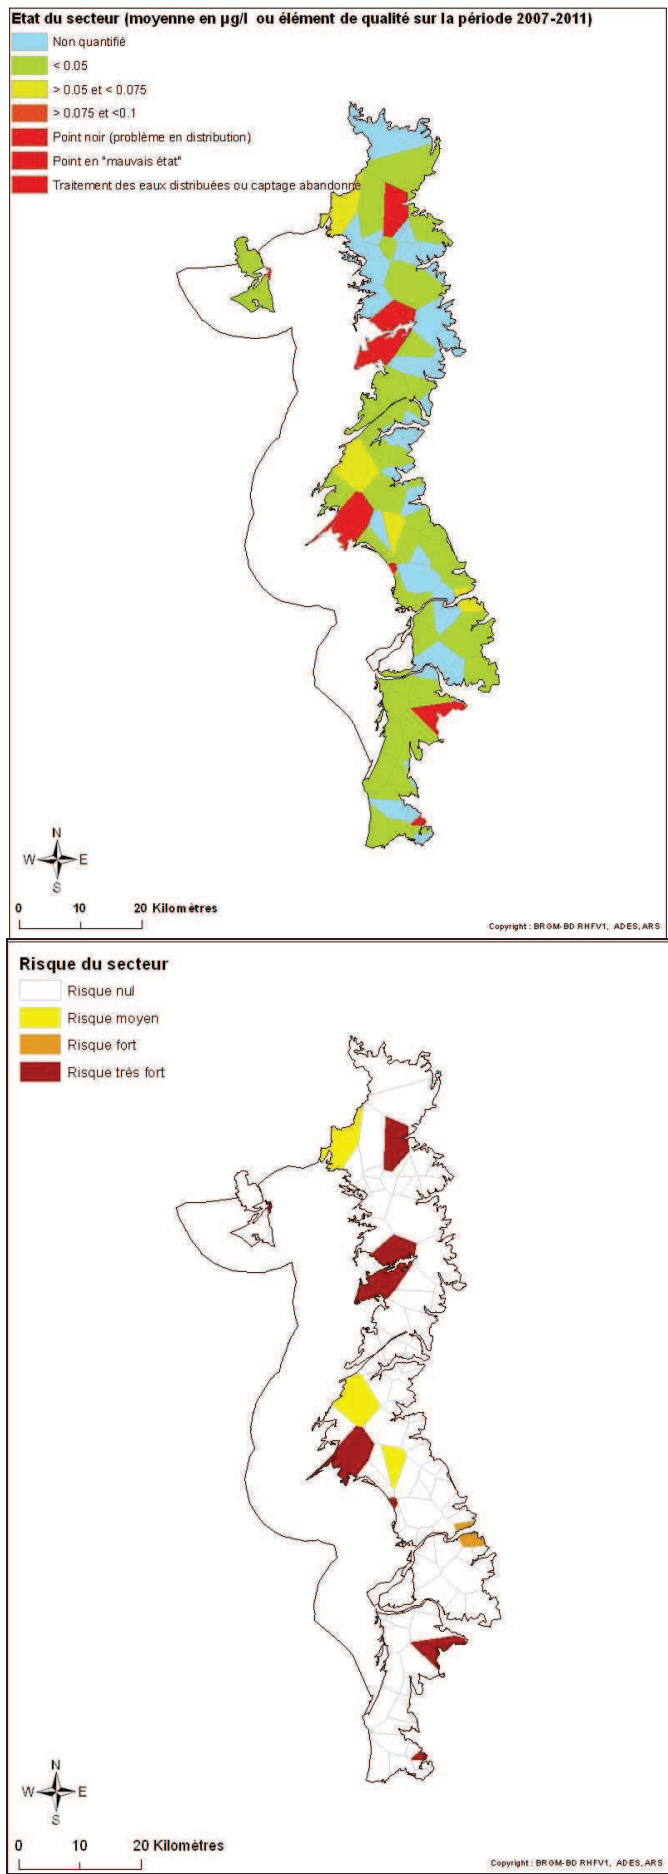 Etat du secteur (moyenne en µg/l ou élément de qualité sur la période 2007-2011)
Non quantifié
< 0.05
> 0.05 et < 0.075
> 0.075 et <0.1
Point noir (problème en distribution)
Point en "mauvais état"
Traitement des eaux distribuées ou captage abandonné
N
W E
S
0 10 20 Kilomètres
Copyright : BRGM-BD RHFV1, ADES, ARS
Risque du secteur
Risque nul
Risque moyen
Risque fort
Risque très fort
N
W E
S
0 10 20 Kilomètres
Copyright : BRGM-BD RHFV1, ADES, ARS